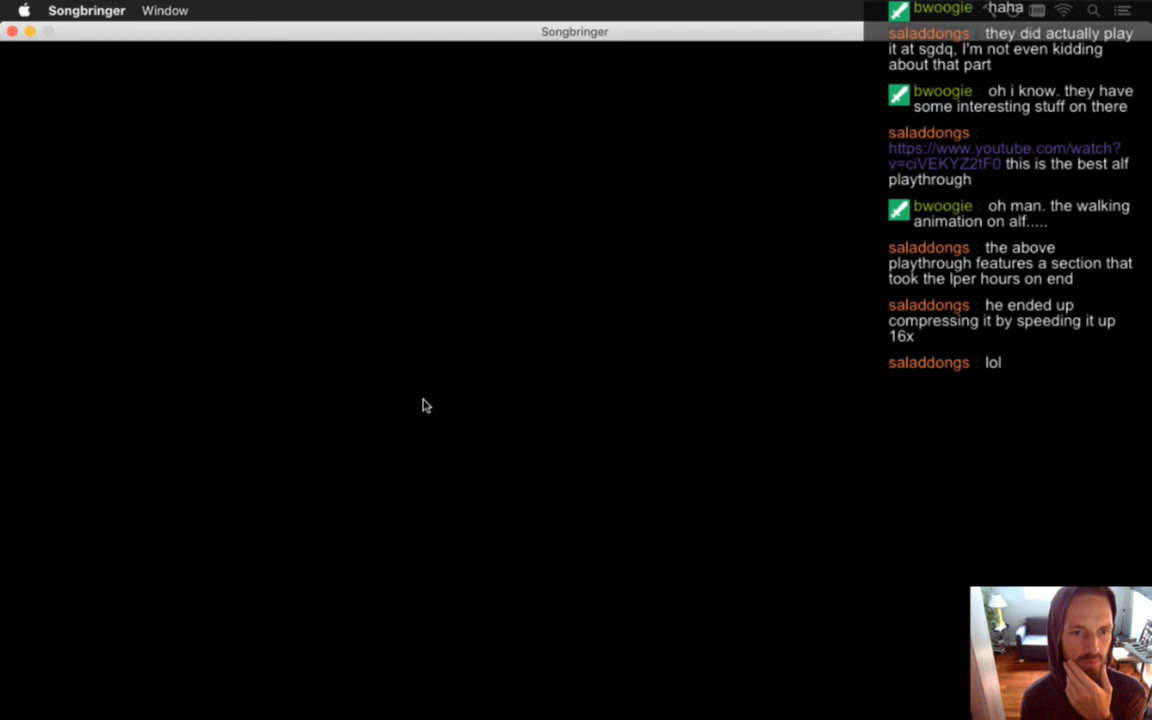 Songbringer Window
Songbringer
bwoogie : haha
saladdongs : they did actually play
it at sgdq, I'm not even kidding
about that part
bwoogie : oh i know. they have
some interesting stuff on there
saladdongs :
https://www.youtube.com/watch?
v=ciVEKYZ2tF0 this is the best alf
playthrough
bwoogie : oh man. the walking
animation on alf.....
saladdongs : the above
playthrough features a section that
took the lper hours on end
saladdongs : he ended up
compressing it by speeding it up
16x
saladdongs : lol